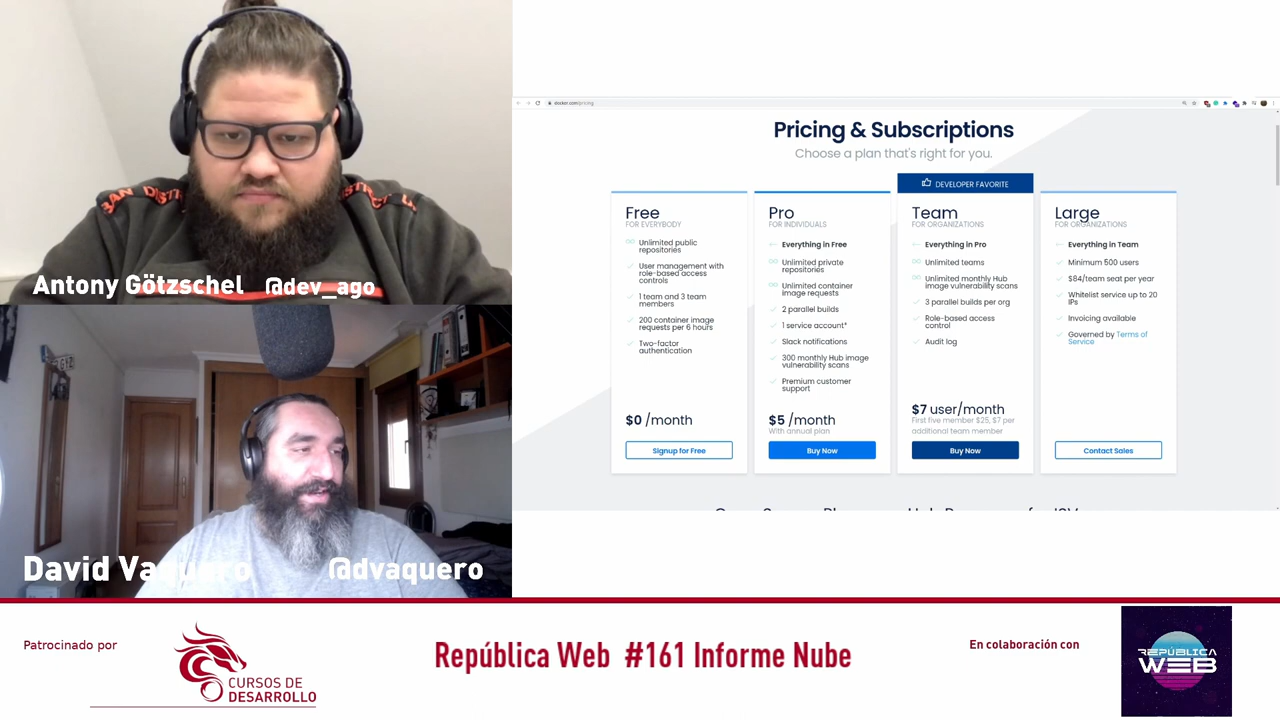 Antony Götzschel @dev_ago
David Vaquero @dvaquero
docker.com/pricing
Pricing & Subscriptions
Choose a plan that's right for you.
Free
FOR EVERYBODY
Unlimited public
repositories
User management with
role-based access
controls
1 team and 3 team
members
200 container image
requests per 6 hours
Two-factor
authentication
$0 /month
Signup for Free
Pro
FOR INDIVIDUALS
Everything in Free
Unlimited private
repositories
Unlimited container
image requests
2 parallel builds
1 service account*
Slack notifications
300 monthly Hub image
vulnerability scans
Premium customer
support
$5 /month
With annual plan
Buy Now
DEVELOPER FAVORITE
Team
FOR ORGANIZATIONS
Everything in Pro
Unlimited teams
Unlimited monthly Hub
image vulnerability scans
3 parallel builds per org
Role-based access
control
Audit log
$7 user/month
First five member $25, $7 per
additional team member
Buy Now
Large
FOR ORGANIZATIONS
Everything in Team
Minimum 500 users
$84/team seat per year
Whitelist service up to 20
IPs
Invoicing available
Governed by Terms of
Service
Contact Sales
Patrocinado por
CURSOS DE
DESARROLLO
República Web #161 Informe Nube
En colaboración con
REPÚBLICA
WEB